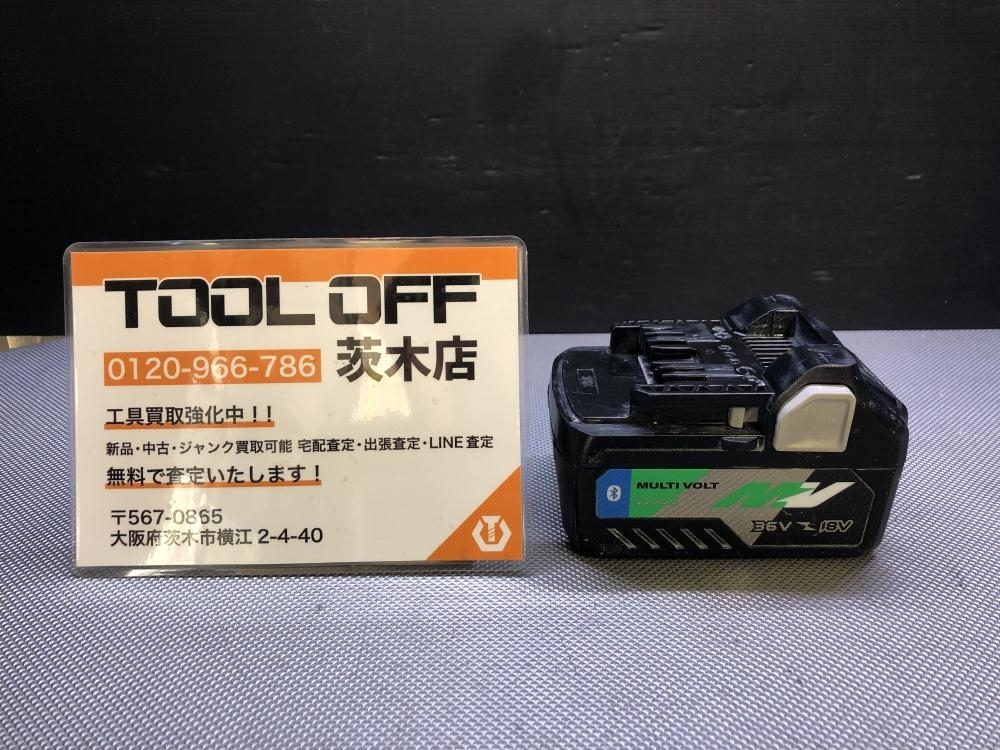 TOOL OFF
0120-966-786 茨木店
工具買取強化中！！
新品・中古・ジャンク買取可能 宅配査定・出張査定・LINE査定
無料で査定いたします！
〒567-0865
大阪府茨木市横江 2-4-40
MULTI VOLT MV
36V 18V